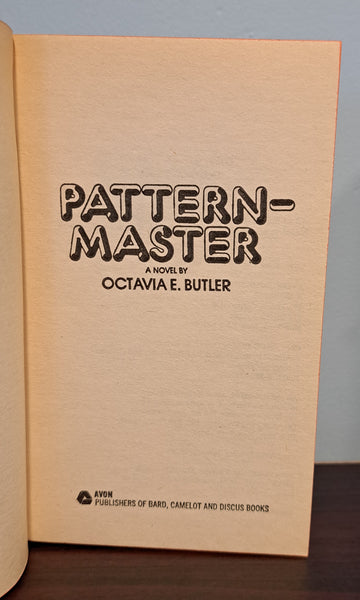 PATTERN-
MASTER
A NOVEL BY
OCTAVIA E. BUTLER
AVON
PUBLISHERS OF BARD, CAMELOT AND DISCUS BOOKS